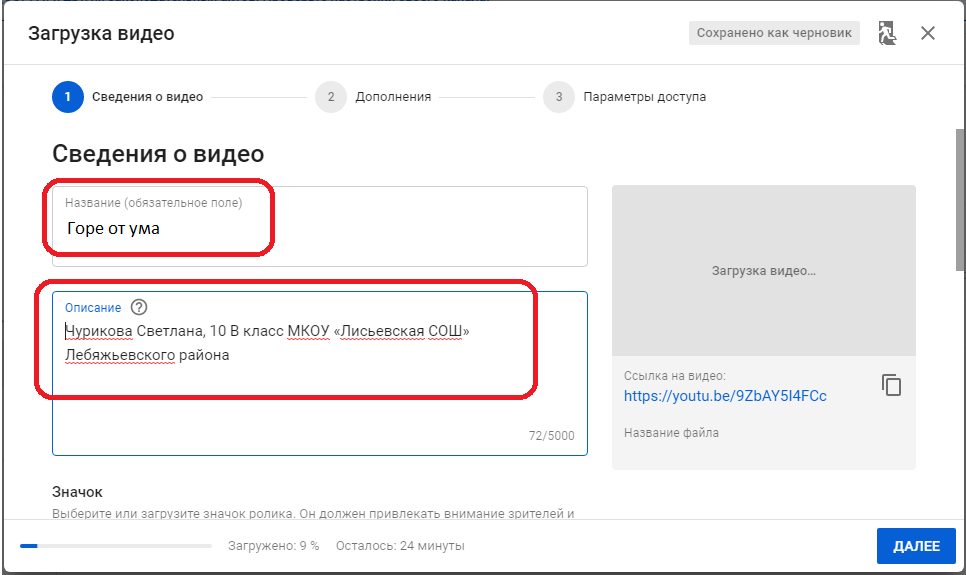 Загрузка видео
Сохранено как черновик
1 Сведения о видео
2 Дополнения
3 Параметры доступа
Сведения о видео
Название (обязательное поле)
Горе от ума
Загрузка видео...
Описание
Чурикова Светлана, 10 В класс МКОУ «Лисьевская СОШ»
Лебяжьевского района
72/5000
Ссылка на видео:
https://youtu.be/9ZbAY5I4FCc
Название файла
Значок
Выберите или загрузите значок ролика. Он должен привлекать внимание зрителей и
Загружено: 9 %
Осталось: 24 минуты
ДАЛЕЕ